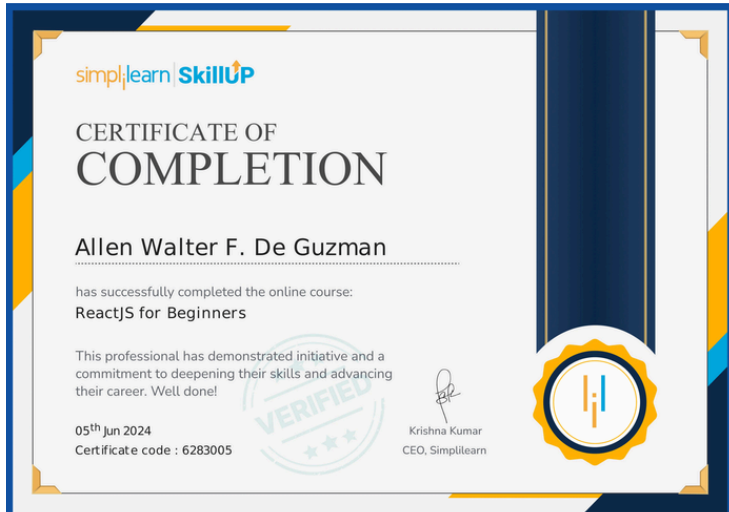 simplilearn | SkillUP
CERTIFICATE OF
COMPLETION
Allen Walter F. De Guzman
has successfully completed the online course:
ReactJS for Beginners
This professional has demonstrated initiative and a
commitment to deepening their skills and advancing
their career. Well done!
VERIFIED
05th Jun 2024
Certificate code : 6283005
Krishna Kumar
CEO, Simplilearn